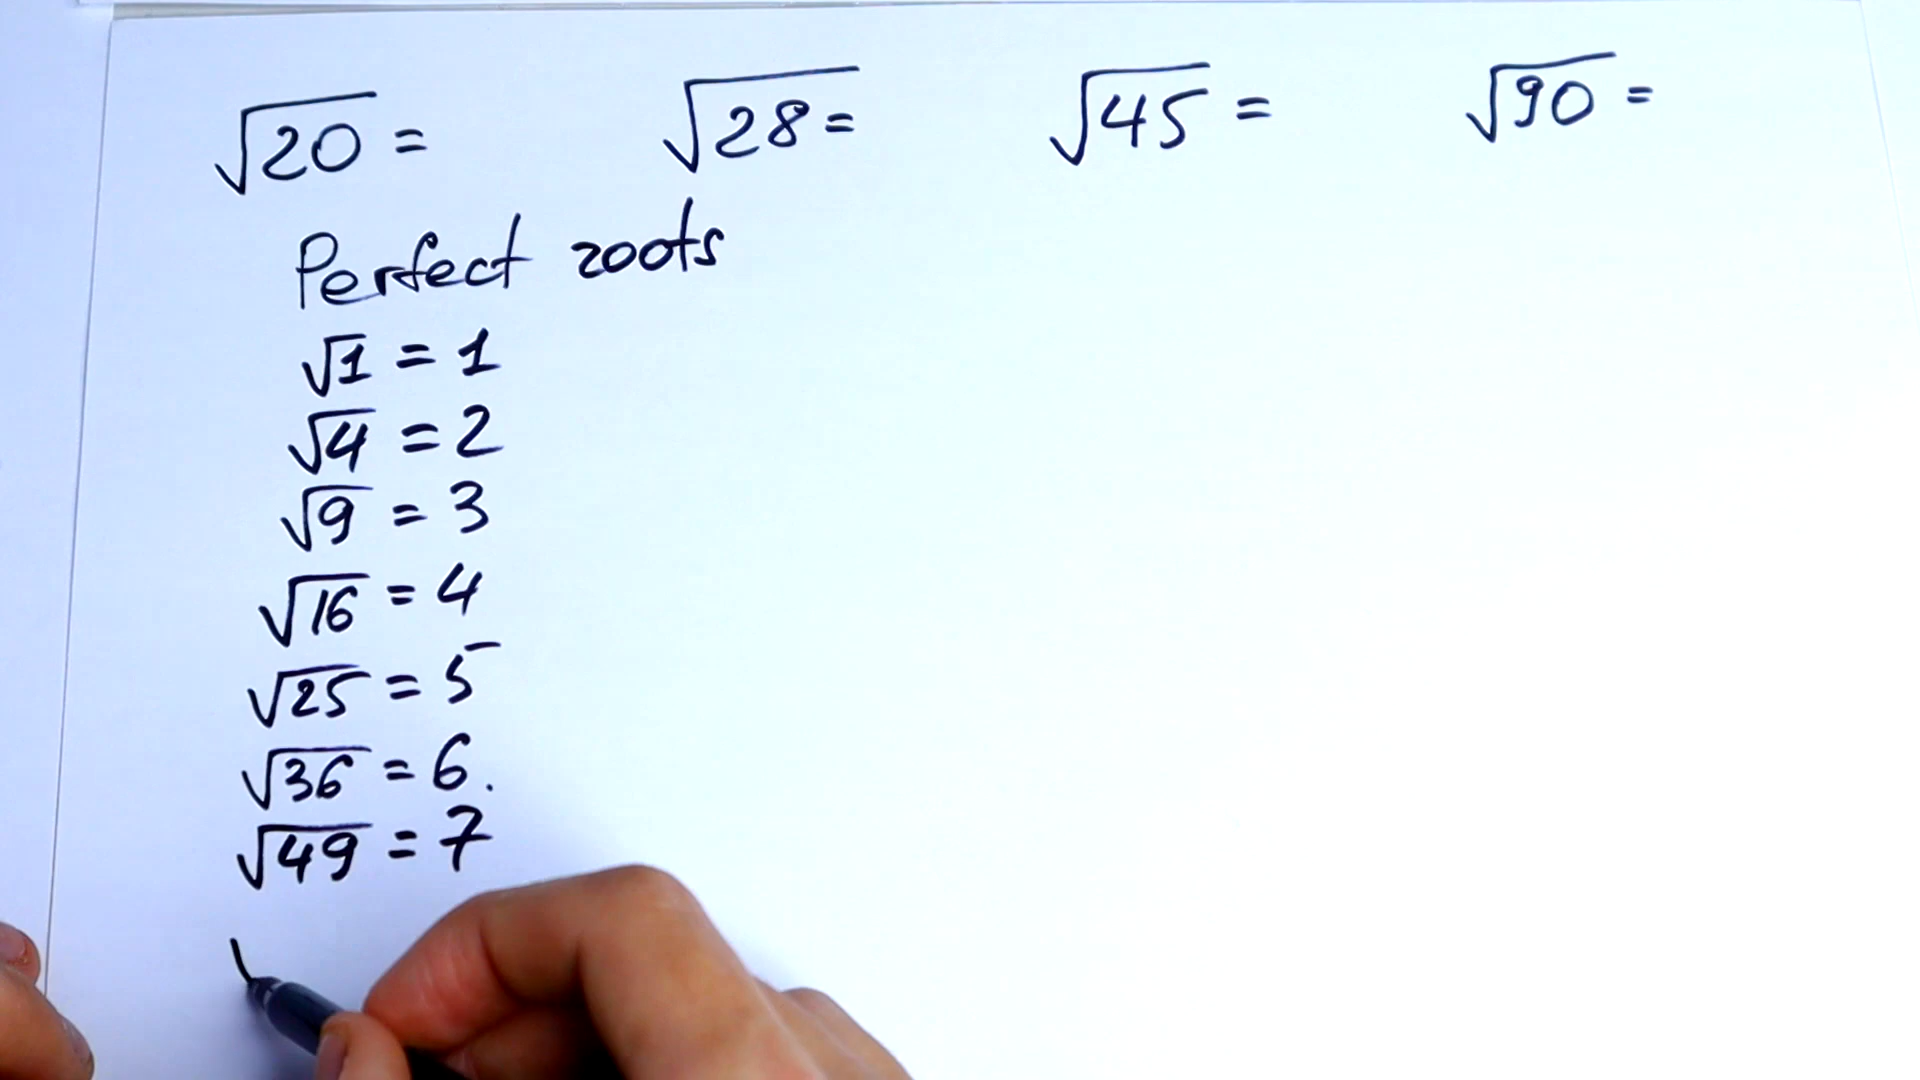 √20 = √28 = √45 = √90 =
Perfect roots
√1 = 1
√4 = 2
√9 = 3
√16 = 4
√25 = 5
√36 = 6.
√49 = 7